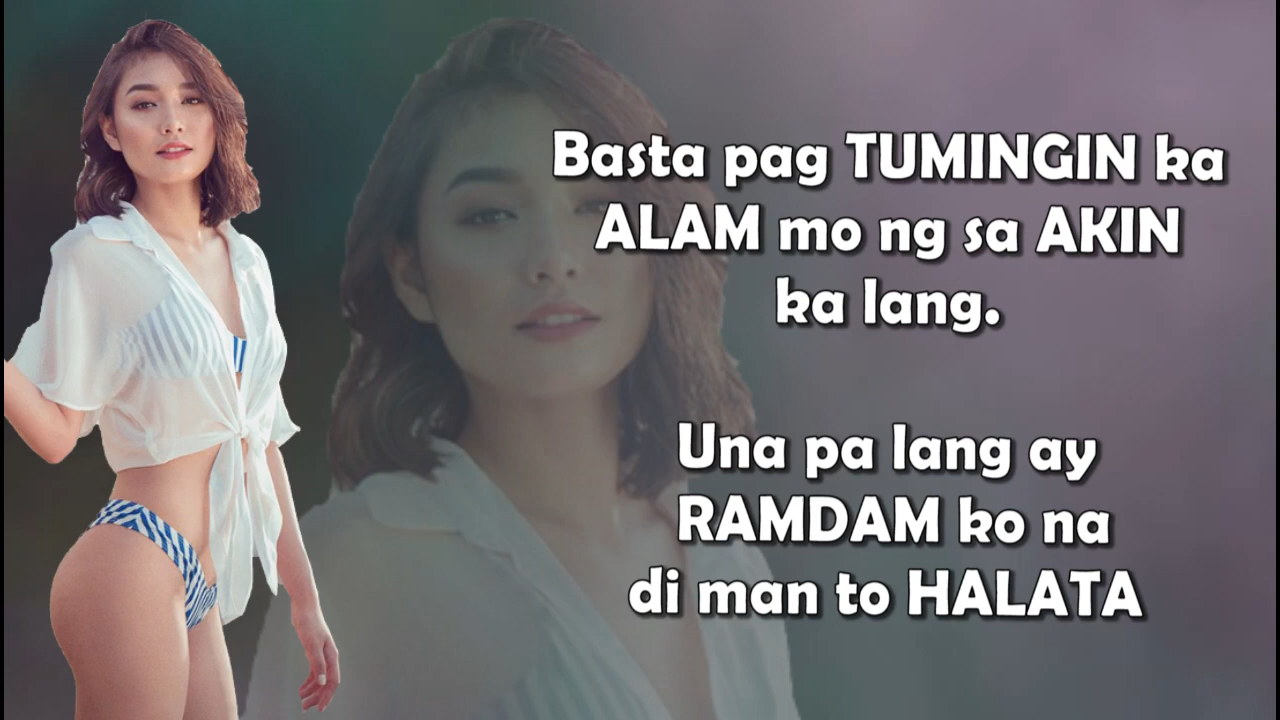 Basta pag TUMINGIN ka
ALAM mo ng sa AKIN
ka lang.
Una pa lang ay
RAMDAM ko na
di man to HALATA